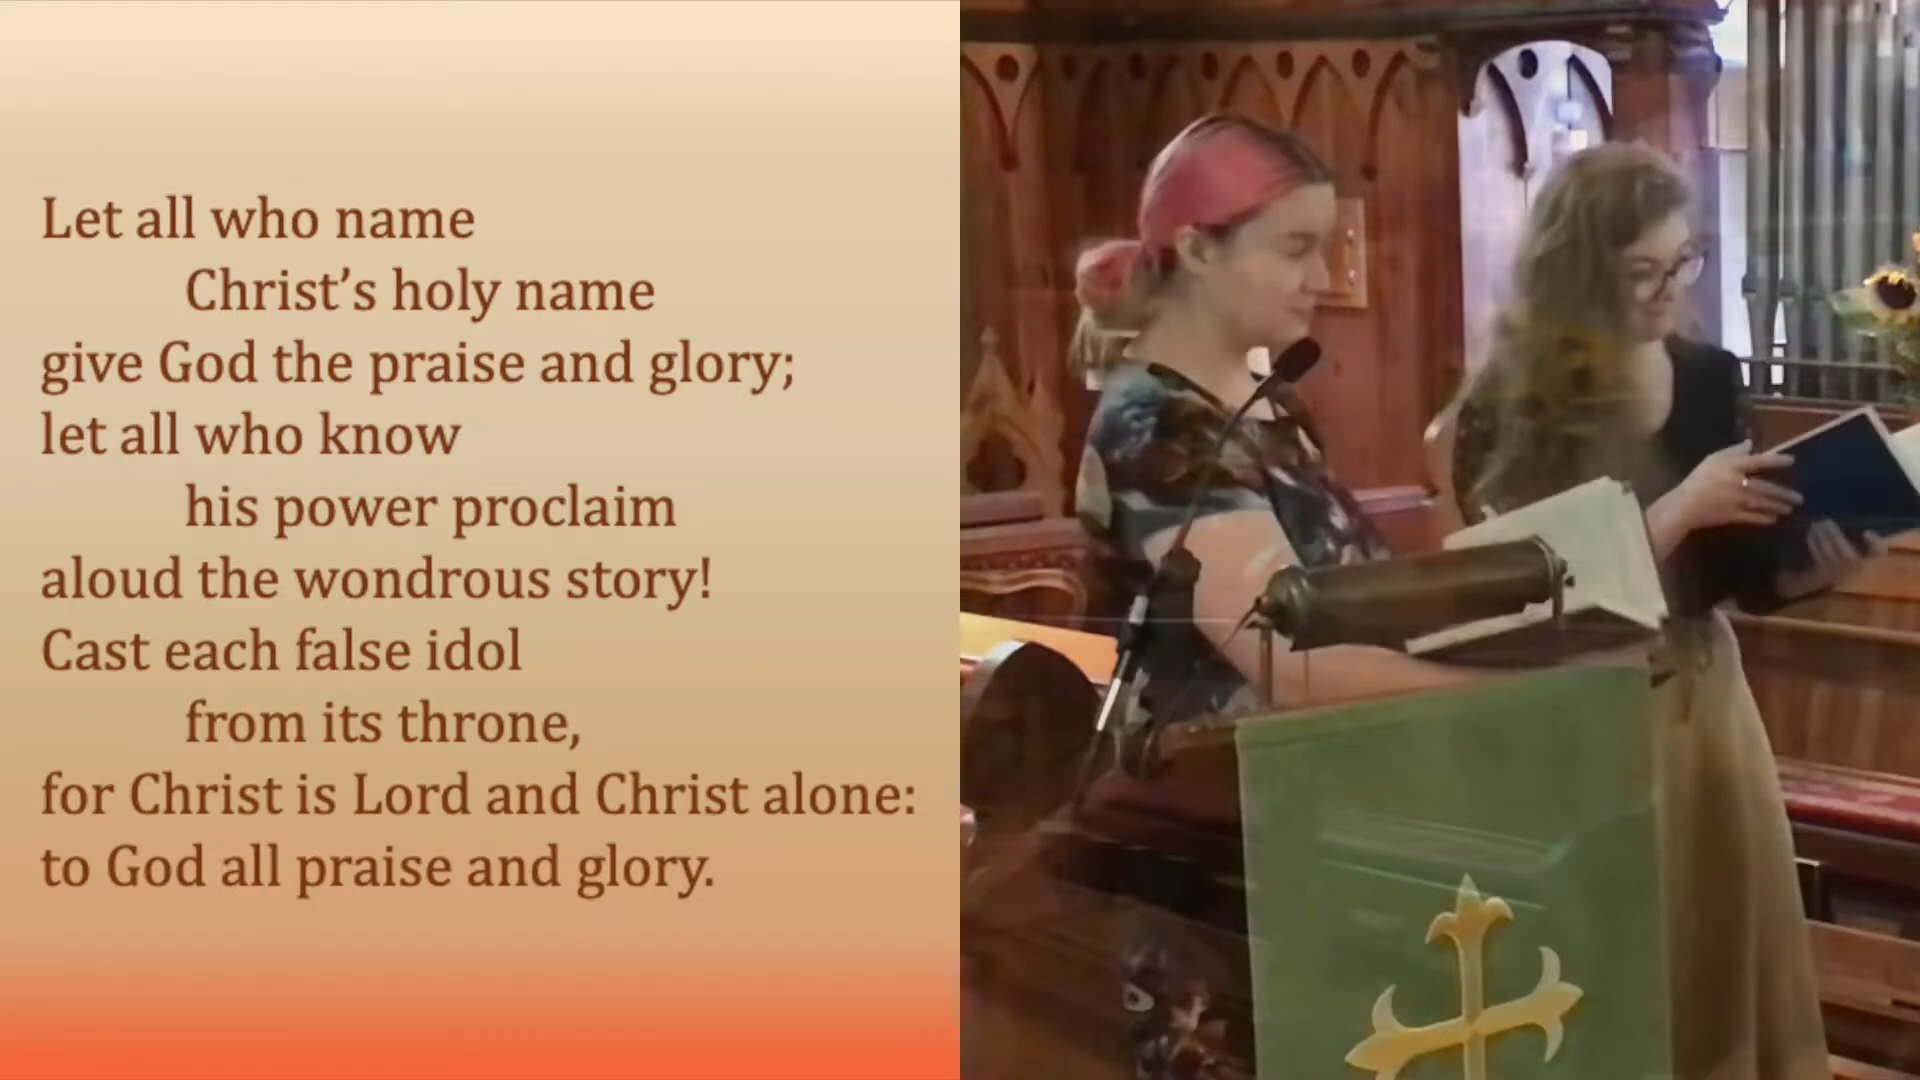 Let all who name
Christ’s holy name
give God the praise and glory;
let all who know
his power proclaim
aloud the wondrous story!
Cast each false idol
from its throne,
for Christ is Lord and Christ alone:
to God all praise and glory.